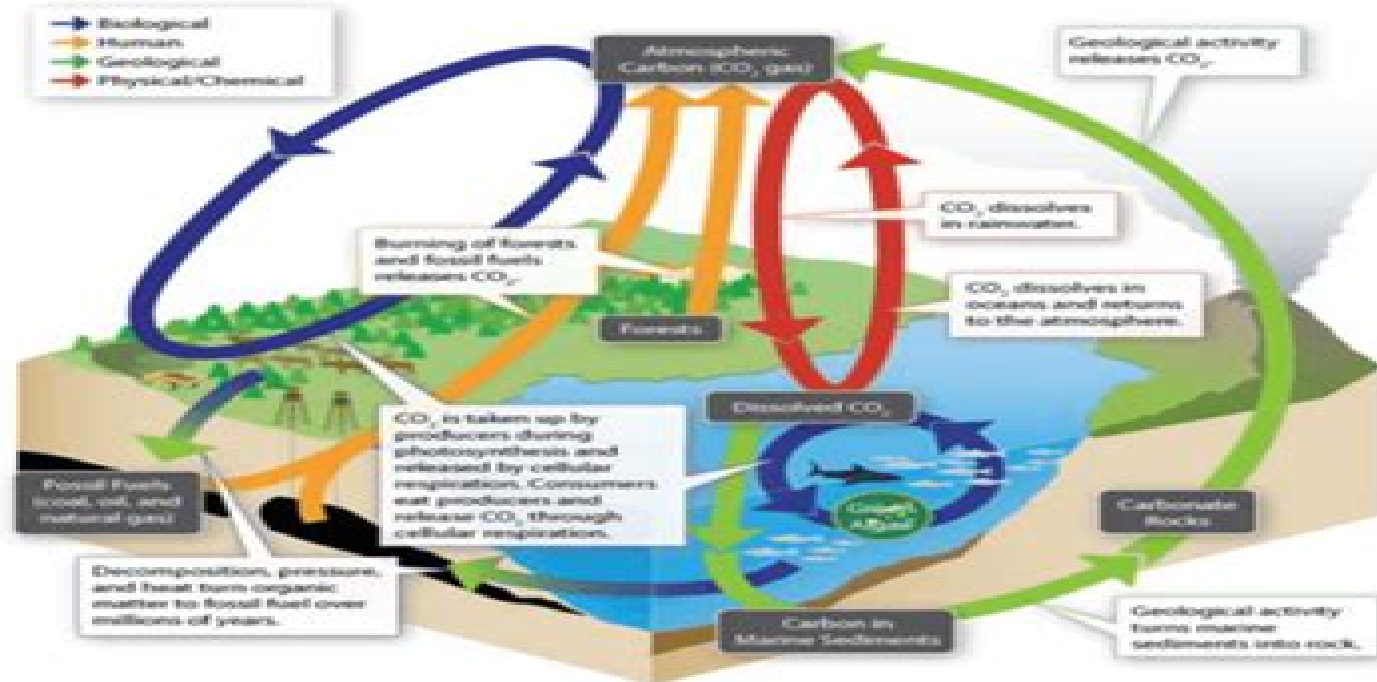 Biological
Human
Geological
Physical/Chemical
Atmospheric
Carbon (CO₂ gas)
Geological activity
releases CO₂.
CO₂ dissolves
in rainwater.
Burning of forests
and fossil fuels
releases CO₂.
CO₂ dissolves in
oceans and returns
to the atmosphere.
Forests
Dissolved CO₂
CO₂ is taken up by
producers during
photosynthesis and
released by cellular
respiration. Consumers
eat producers and
release CO₂ through
cellular respiration.
Fossil Fuels
(coal, oil, and
natural gas)
Carbonate
Rocks
Decomposition, pressure,
and heat turn organic
matter to fossil fuel over
millions of years.
Carbon in
Marine Sediments
Geological activity
turns marine
sediments into rock.